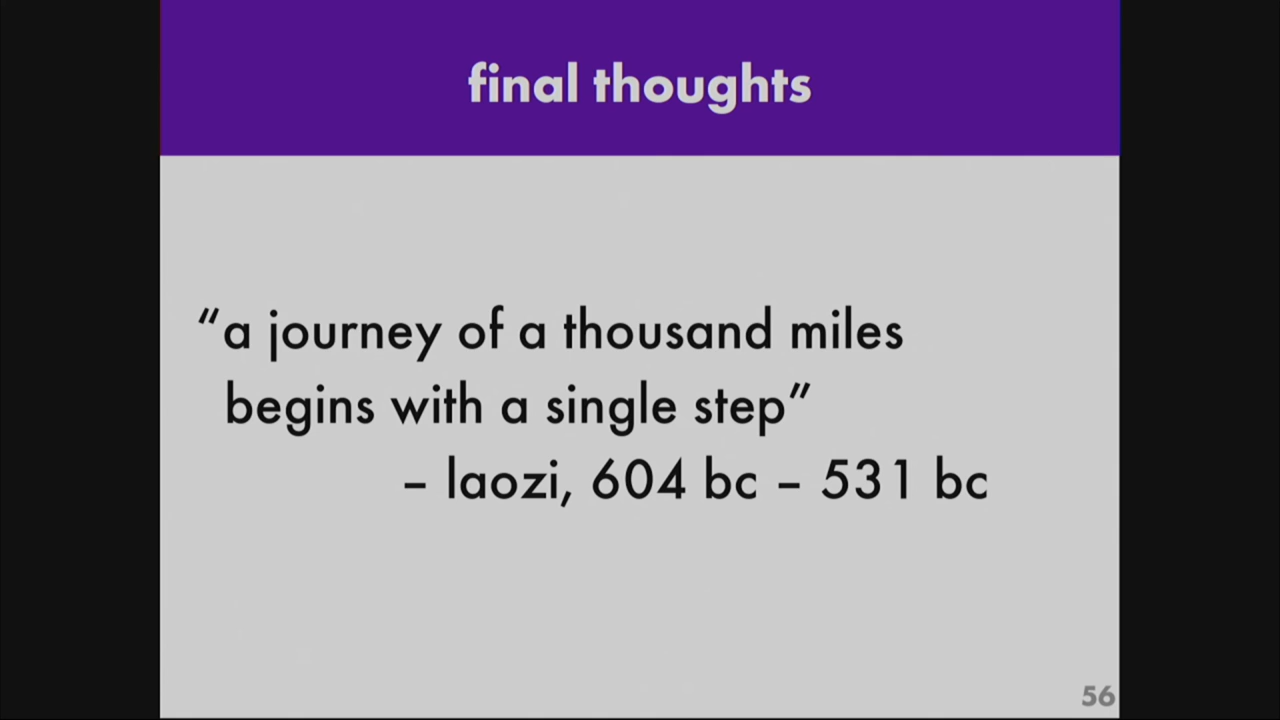 final thoughts
“a journey of a thousand miles
begins with a single step”
– laozi, 604 bc – 531 bc
56